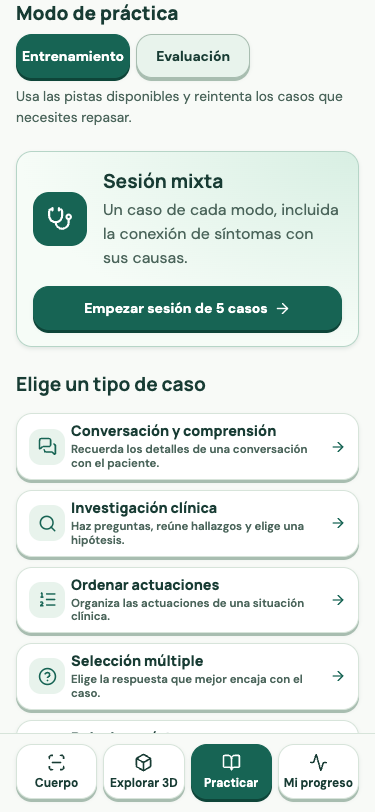 Modo de práctica
Entrenamiento
Evaluación
Usa las pistas disponibles y reintenta los casos que
necesites repasar.
Sesión mixta
Un caso de cada modo, incluida
la conexión de síntomas con
sus causas.
Empezar sesión de 5 casos →
Elige un tipo de caso
Conversación y comprensión
Recuerda los detalles de una conversación
con el paciente.
Investigación clínica
Haz preguntas, reúne hallazgos y elige una
hipótesis.
Ordenar actuaciones
Organiza las actuaciones de una situación
clínica.
Selección múltiple
Elige la respuesta que mejor encaja con el
caso.
Cuerpo
Explorar 3D
Practicar
Mi progreso